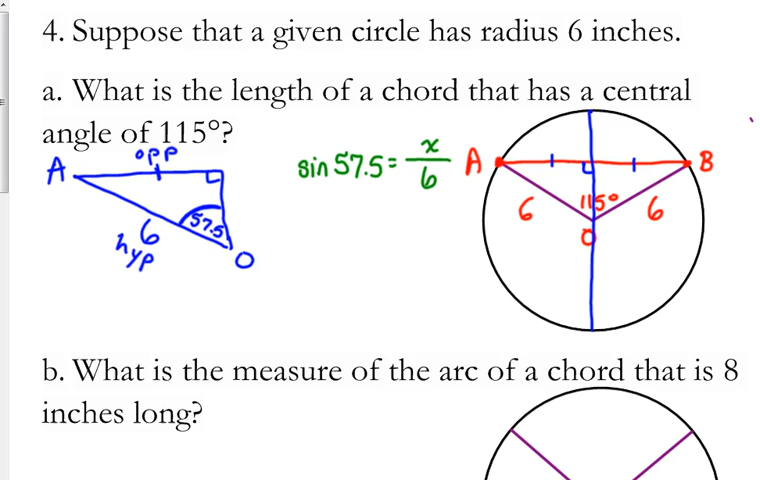 4. Suppose that a given circle has radius 6 inches.
a. What is the length of a chord that has a central
angle of 115°?
A opp
6
hyp
57.5
O
sin 57.5 = x/6
A B
6 115° 6
O
b. What is the measure of the arc of a chord that is 8
inches long?